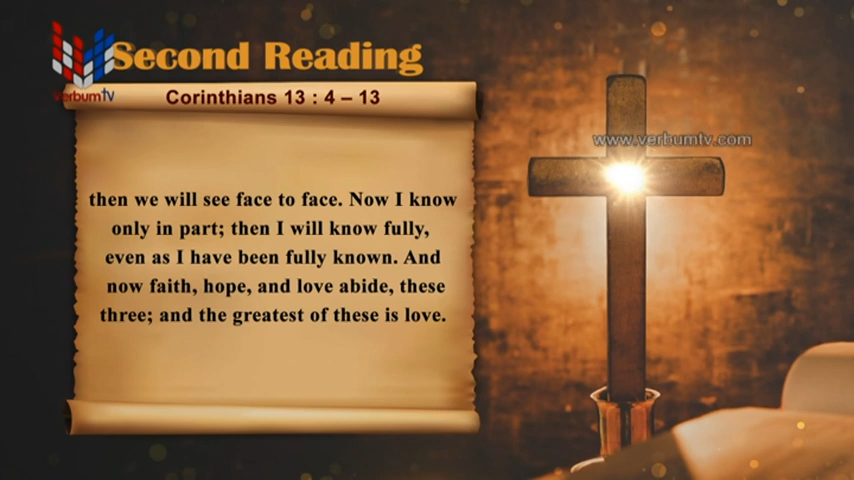 Second Reading
verbumtv
Corinthians 13 : 4 – 13
www.verbumtv.com
then we will see face to face. Now I know
only in part; then I will know fully,
even as I have been fully known. And
now faith, hope, and love abide, these
three; and the greatest of these is love.